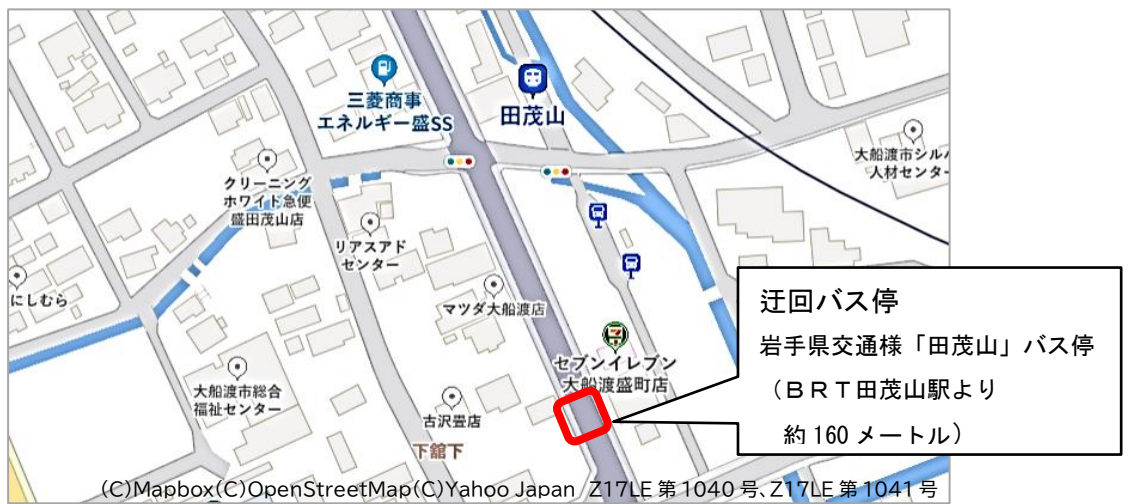 三菱商事
エネルギー盛SS
田茂山
大船渡市シルバ
人材センター
クリーニング
ホワイト急便
盛田茂山店
リアスアド
センター
にしむら
マツダ大船渡店
セブンイレブン
大船渡盛町店
大船渡市総合
福祉センター
古沢畳店
下舘下
迂回バス停
岩手県交通様「田茂山」バス停
（ＢＲＴ田茂山駅より
約 160 メートル）
(C)Mapbox(C)OpenStreetMap(C)Yahoo Japan Z17LE 第 1040 号、Z17LE 第 1041 号